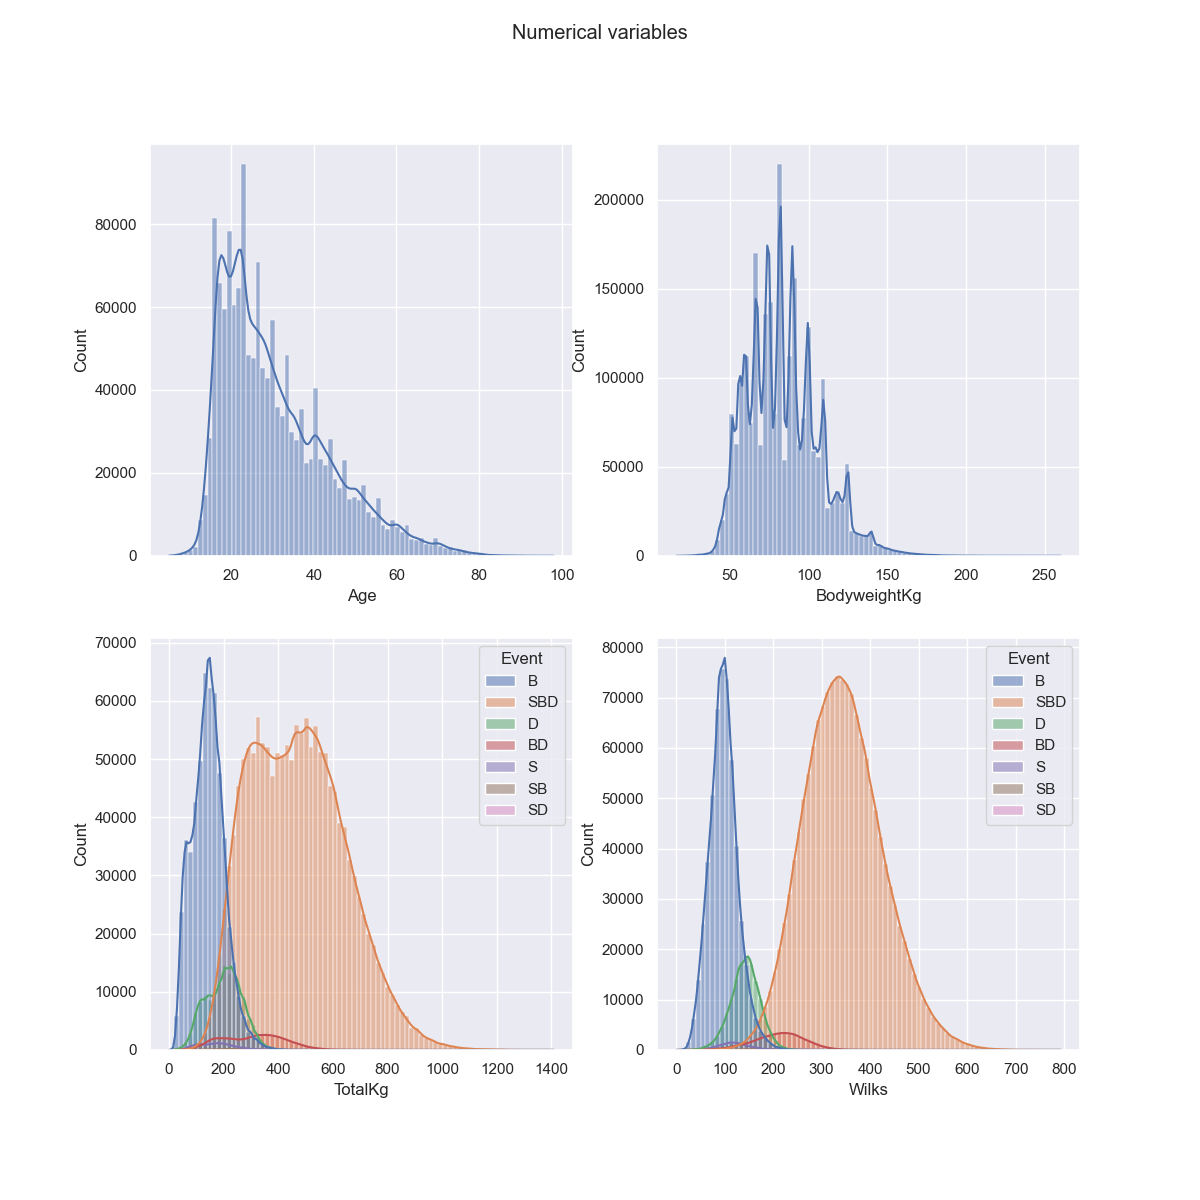 Numerical variables
80000
60000
40000
20000
0
Count
20 40 60 80 100
Age
200000
150000
100000
50000
0
Count
50 100 150 200 250
BodyweightKg
70000
60000
50000
40000
30000
20000
10000
0
Count
0 200 400 600 800 1000 1200 1400
TotalKg
Event
B
SBD
D
BD
S
SB
SD
80000
70000
60000
50000
40000
30000
20000
10000
0
Count
0 100 200 300 400 500 600 700 800
Wilks
Event
B
SBD
D
BD
S
SB
SD